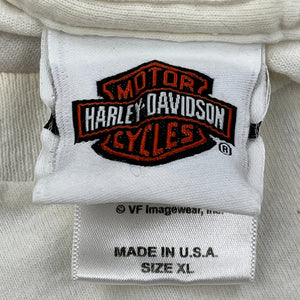 MOTOR
HARLEY-DAVIDSON
CYCLES
®
© VF Imagewear, Inc.
MADE IN U.S.A.
SIZE XL